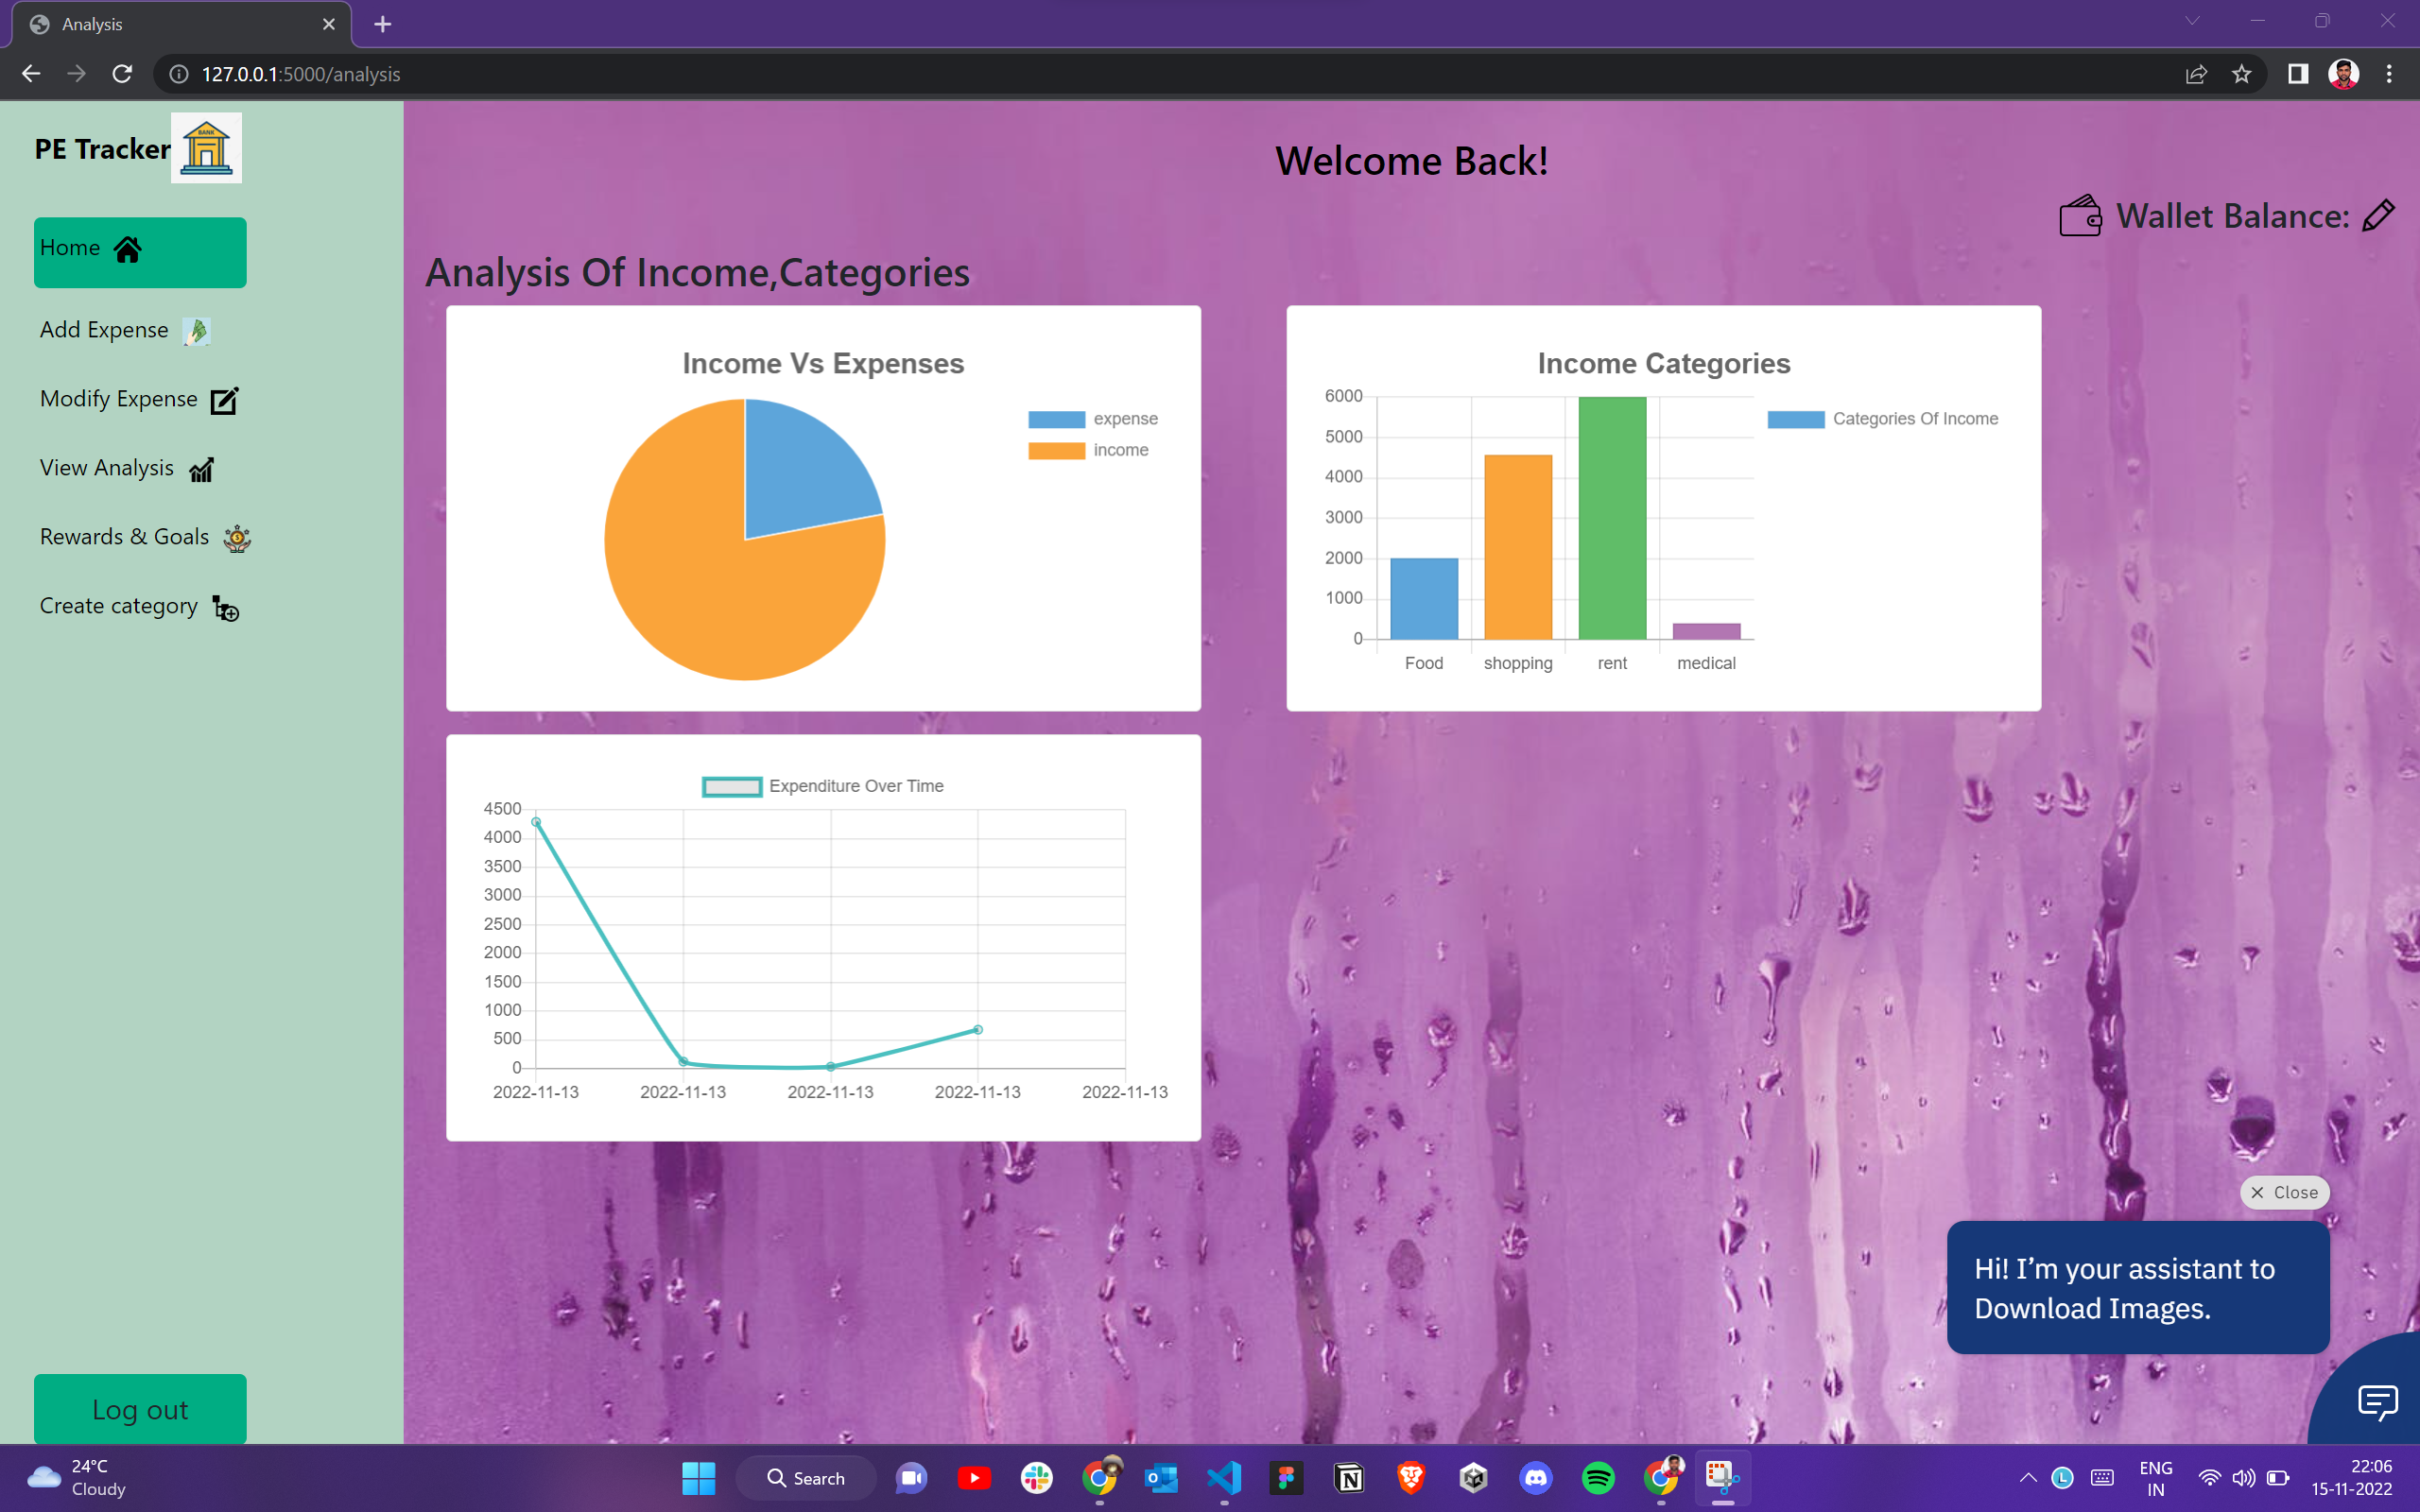 Analysis
127.0.0.1:5000/analysis
PE Tracker
BANK
Home
Add Expense
Modify Expense
View Analysis
Rewards & Goals
Create category
Log out
Welcome Back!
Wallet Balance:
Analysis Of Income,Categories
Income Vs Expenses
expense
income
Income Categories
Categories Of Income
6000
5000
4000
3000
2000
1000
0
Food shopping rent medical
Expenditure Over Time
4500
4000
3500
3000
2500
2000
1500
1000
500
0
2022-11-13 2022-11-13 2022-11-13 2022-11-13 2022-11-13
Close
Hi! I’m your assistant to
Download Images.
24°C
Cloudy
Search
L
ENG
IN
22:06
15-11-2022